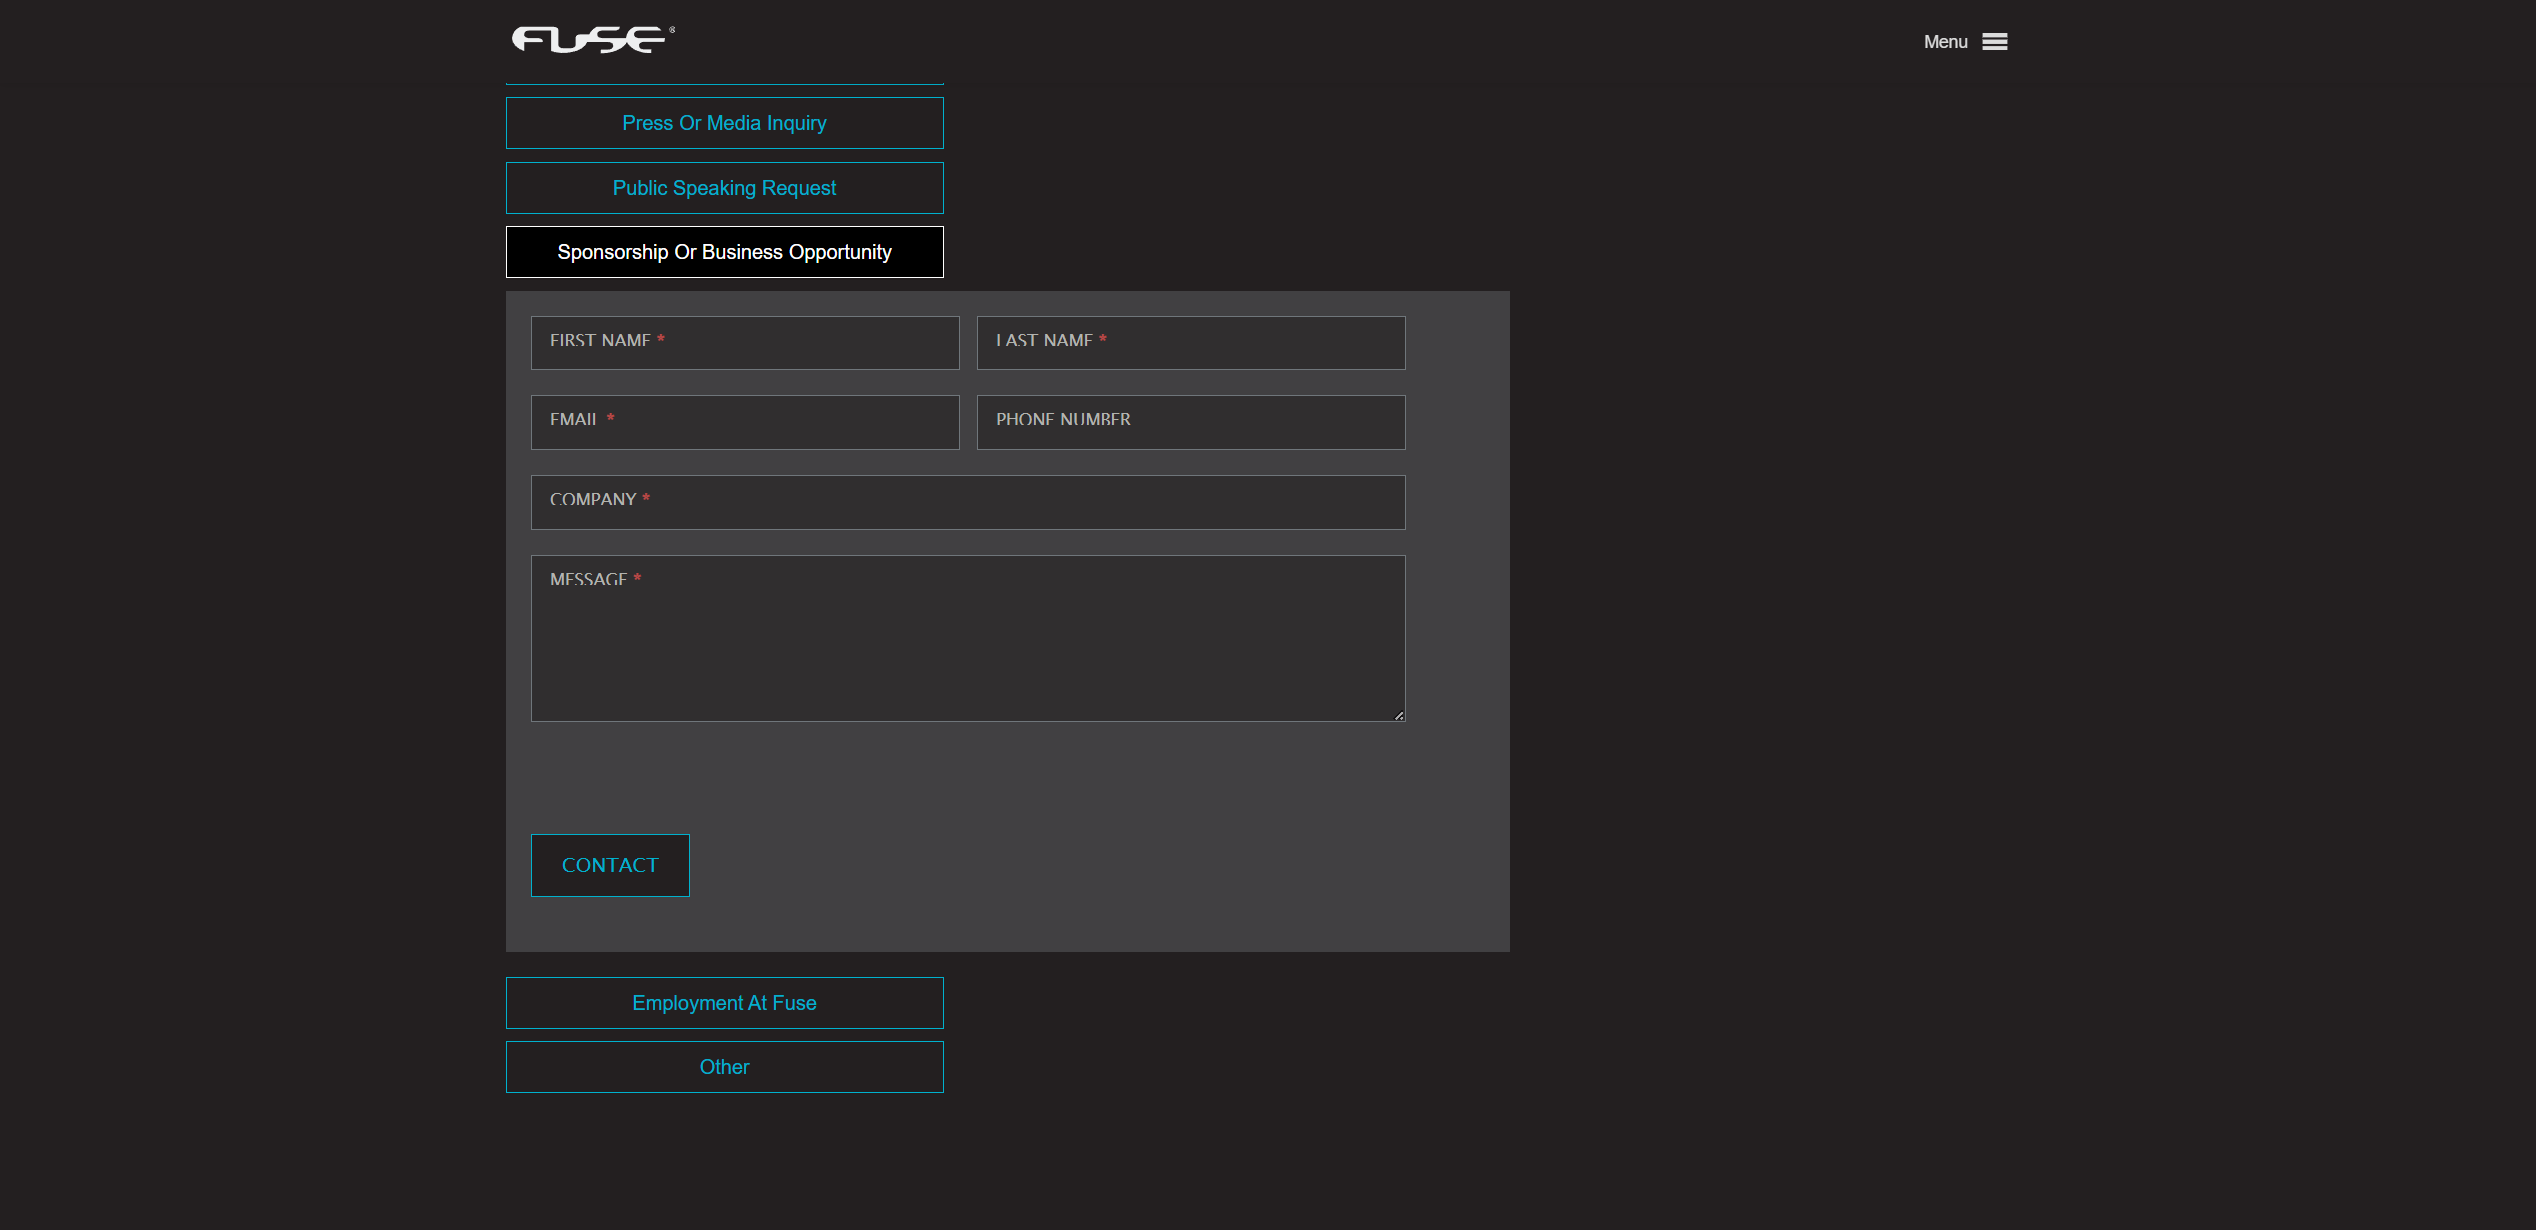 FUSE®
Menu
Press Or Media Inquiry
Public Speaking Request
Sponsorship Or Business Opportunity
FIRST NAME * LAST NAME *
EMAIL * PHONE NUMBER
COMPANY *
MESSAGE *
CONTACT
Employment At Fuse
Other